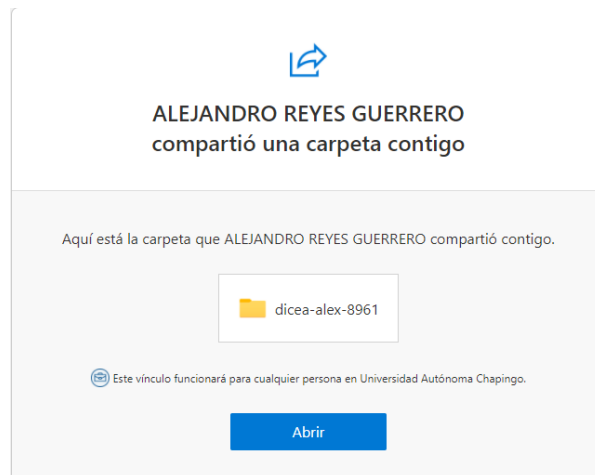 ALEJANDRO REYES GUERRERO
compartió una carpeta contigo
Aquí está la carpeta que ALEJANDRO REYES GUERRERO compartió contigo.
dicea-alex-8961
Este vínculo funcionará para cualquier persona en Universidad Autónoma Chapingo.
Abrir